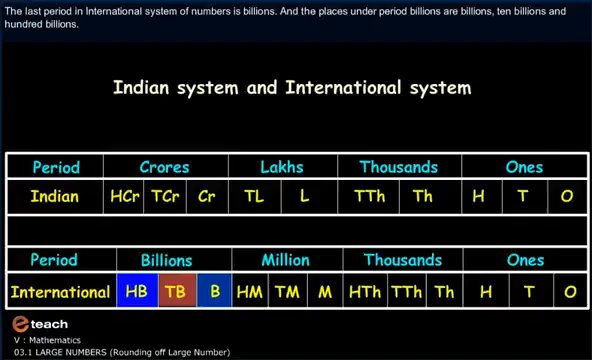 The last period in International system of numbers is billions. And the places under period billions are billions, ten billions and
hundred billions.
Indian system and International system
Period Crores Lakhs Thousands Ones
Indian HCr TCr Cr TL L TTh Th H T O
Period Billions Million Thousands Ones
International HB TB B HM TM M HTh TTh Th H T O
e teach
V : Mathematics
03.1 LARGE NUMBERS (Rounding off Large Number)